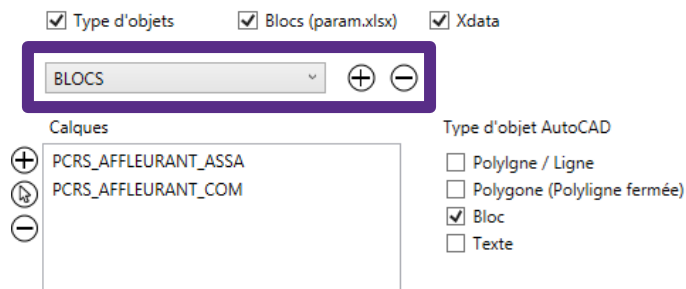 Type d'objets Blocs (param.xlsx) Xdata
BLOCS
Calques Type d'objet AutoCAD
PCRS_AFFLEURANT_ASSA
PCRS_AFFLEURANT_COM
Polylgne / Ligne
Polygone (Polyligne fermée)
Bloc
Texte